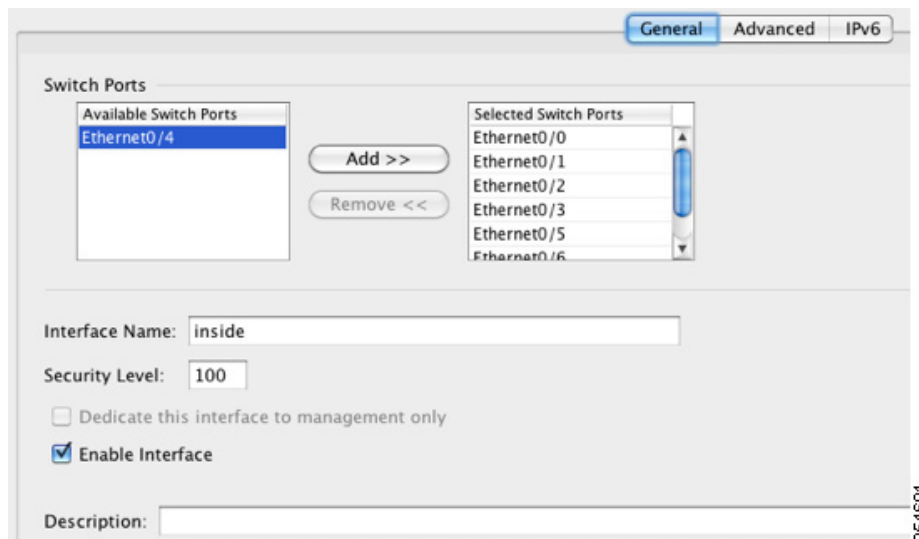 General Advanced IPv6
Switch Ports
Available Switch Ports
Ethernet0/4
Add >>
Remove <<
Selected Switch Ports
Ethernet0/0
Ethernet0/1
Ethernet0/2
Ethernet0/3
Ethernet0/5
Ethernet0/6
Interface Name: inside
Security Level: 100
Dedicate this interface to management only
Enable Interface
Description: